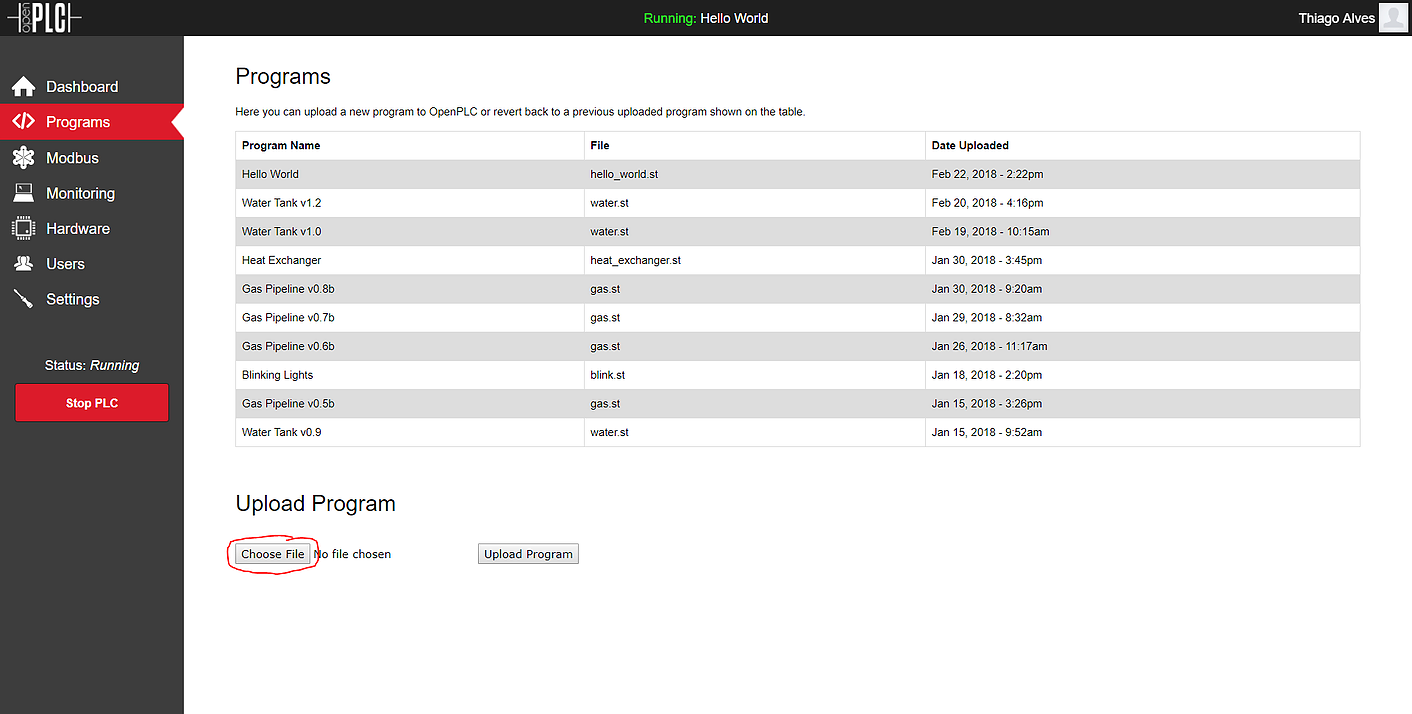 open PLC
Running: Hello World
Thiago Alves
Dashboard
Programs
Modbus
Monitoring
Hardware
Users
Settings
Status: Running
Stop PLC
Programs
Here you can upload a new program to OpenPLC or revert back to a previous uploaded program shown on the table.
Program Name File Date Uploaded
Hello World hello_world.st Feb 22, 2018 - 2:22pm
Water Tank v1.2 water.st Feb 20, 2018 - 4:16pm
Water Tank v1.0 water.st Feb 19, 2018 - 10:15am
Heat Exchanger heat_exchanger.st Jan 30, 2018 - 3:45pm
Gas Pipeline v0.8b gas.st Jan 30, 2018 - 9:20am
Gas Pipeline v0.7b gas.st Jan 29, 2018 - 8:32am
Gas Pipeline v0.6b gas.st Jan 26, 2018 - 11:17am
Blinking Lights blink.st Jan 18, 2018 - 2:20pm
Gas Pipeline v0.5b gas.st Jan 15, 2018 - 3:26pm
Water Tank v0.9 water.st Jan 15, 2018 - 9:52am
Upload Program
Choose File No file chosen Upload Program